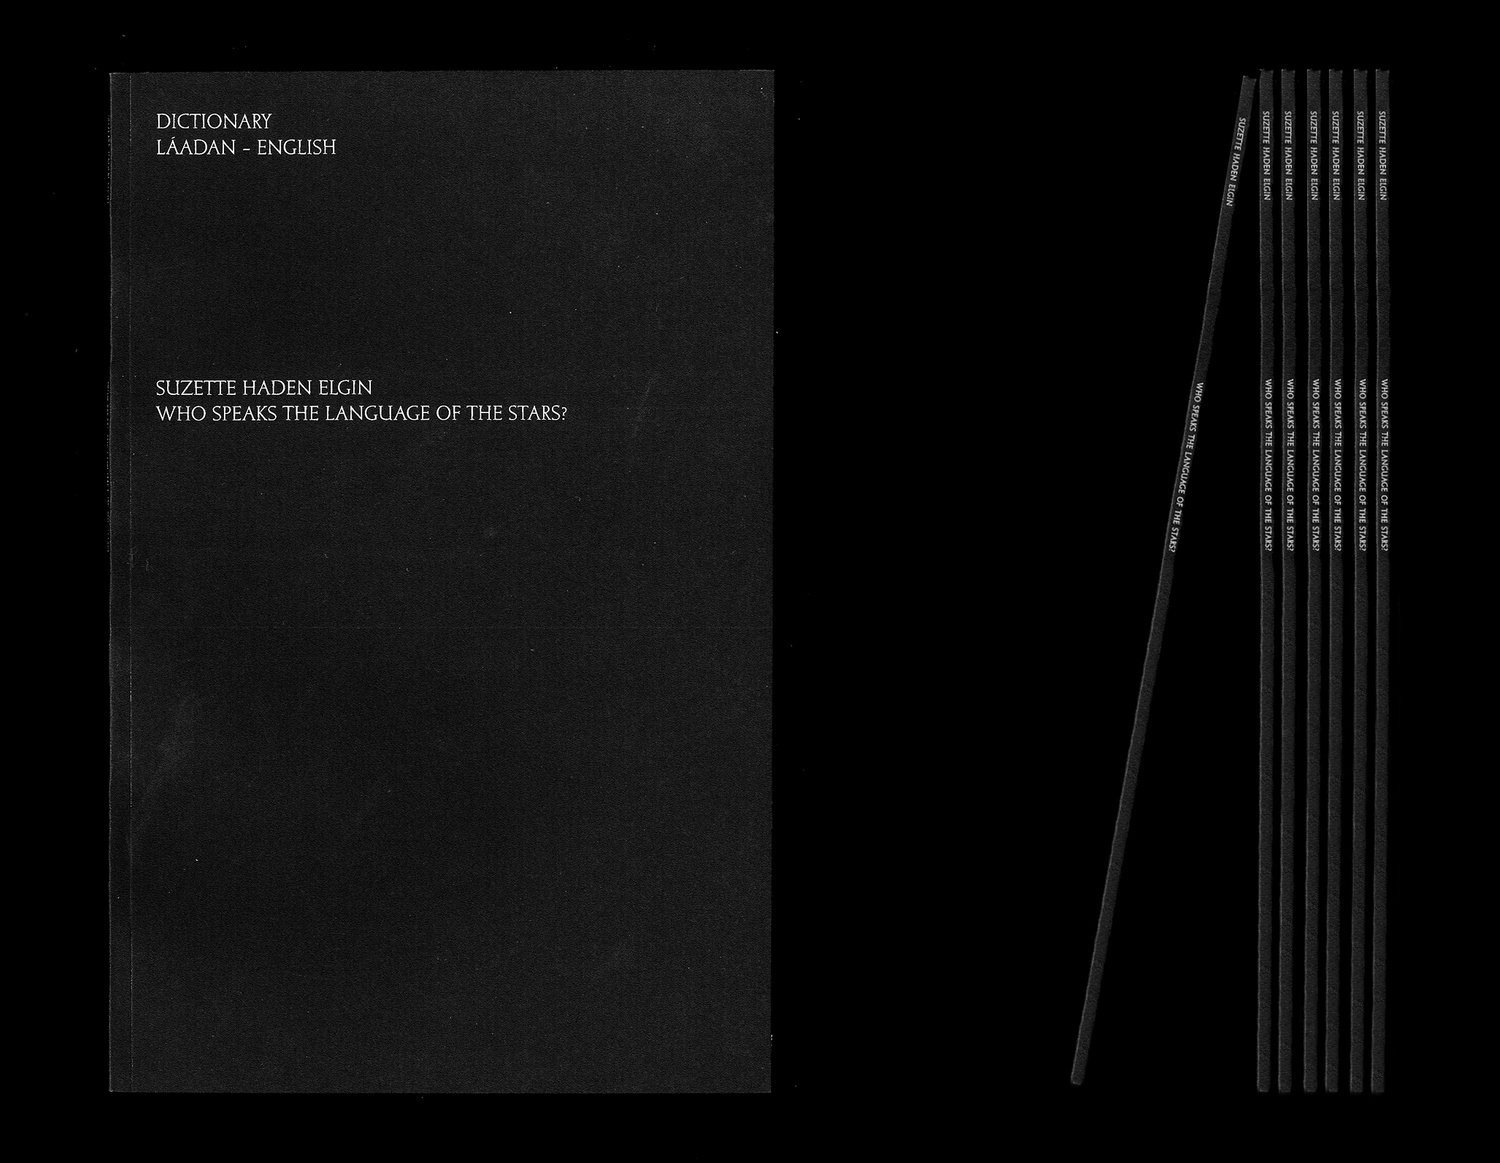 DICTIONARY
LÁADAN – ENGLISH
SUZETTE HADEN ELGIN
WHO SPEAKS THE LANGUAGE OF THE STARS?
SUZETTE HADEN ELGIN WHO SPEAKS THE LANGUAGE OF THE STARS?
SUZETTE HADEN ELGIN WHO SPEAKS THE LANGUAGE OF THE STARS?
SUZETTE HADEN ELGIN WHO SPEAKS THE LANGUAGE OF THE STARS?
SUZETTE HADEN ELGIN WHO SPEAKS THE LANGUAGE OF THE STARS?
SUZETTE HADEN ELGIN WHO SPEAKS THE LANGUAGE OF THE STARS?
SUZETTE HADEN ELGIN WHO SPEAKS THE LANGUAGE OF THE STARS?
SUZETTE HADEN ELGIN WHO SPEAKS THE LANGUAGE OF THE STARS?